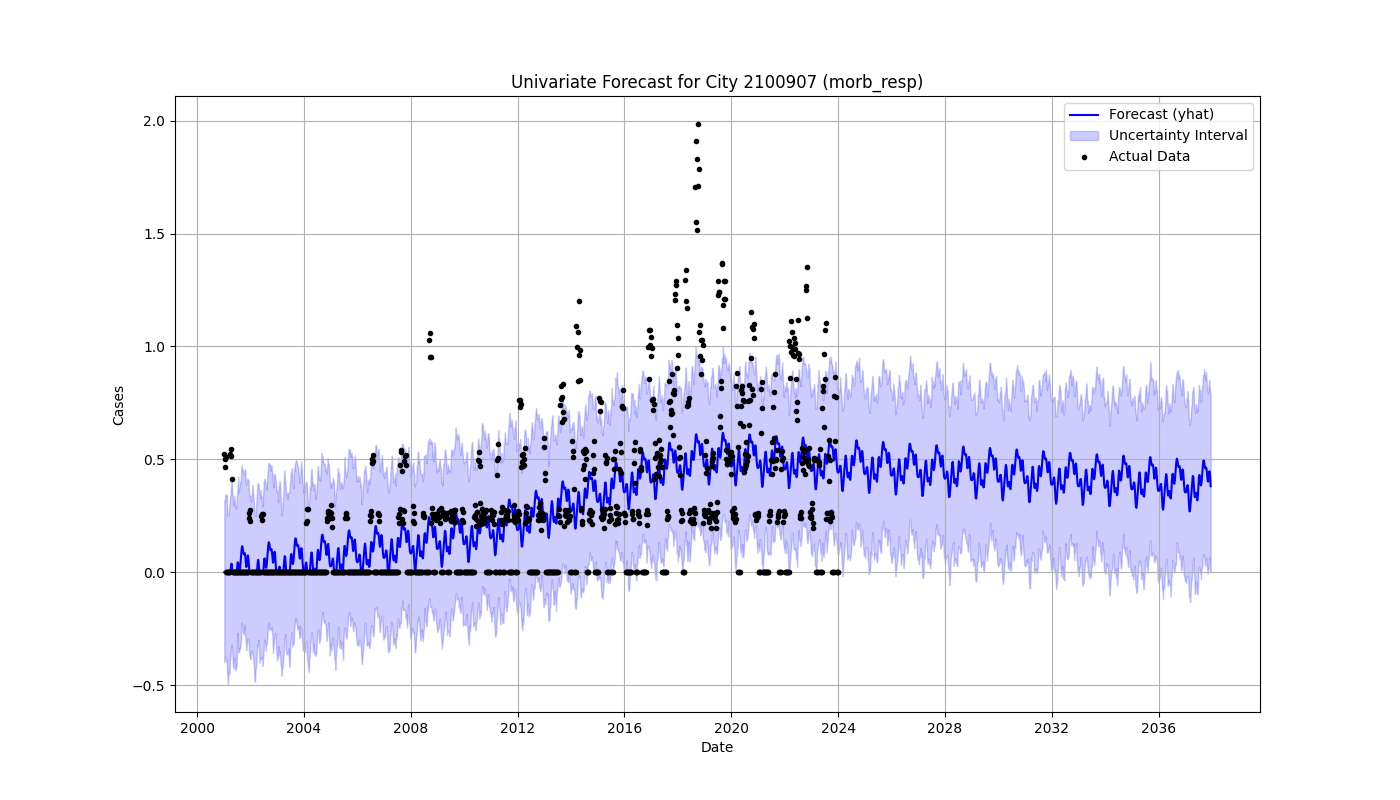 Univariate Forecast for City 2100907 (morb_resp)
Forecast (yhat)
Uncertainty Interval
Actual Data
Cases
2.0
1.5
1.0
0.5
0.0
−0.5
2000 2004 2008 2012 2016 2020 2024 2028 2032 2036
Date